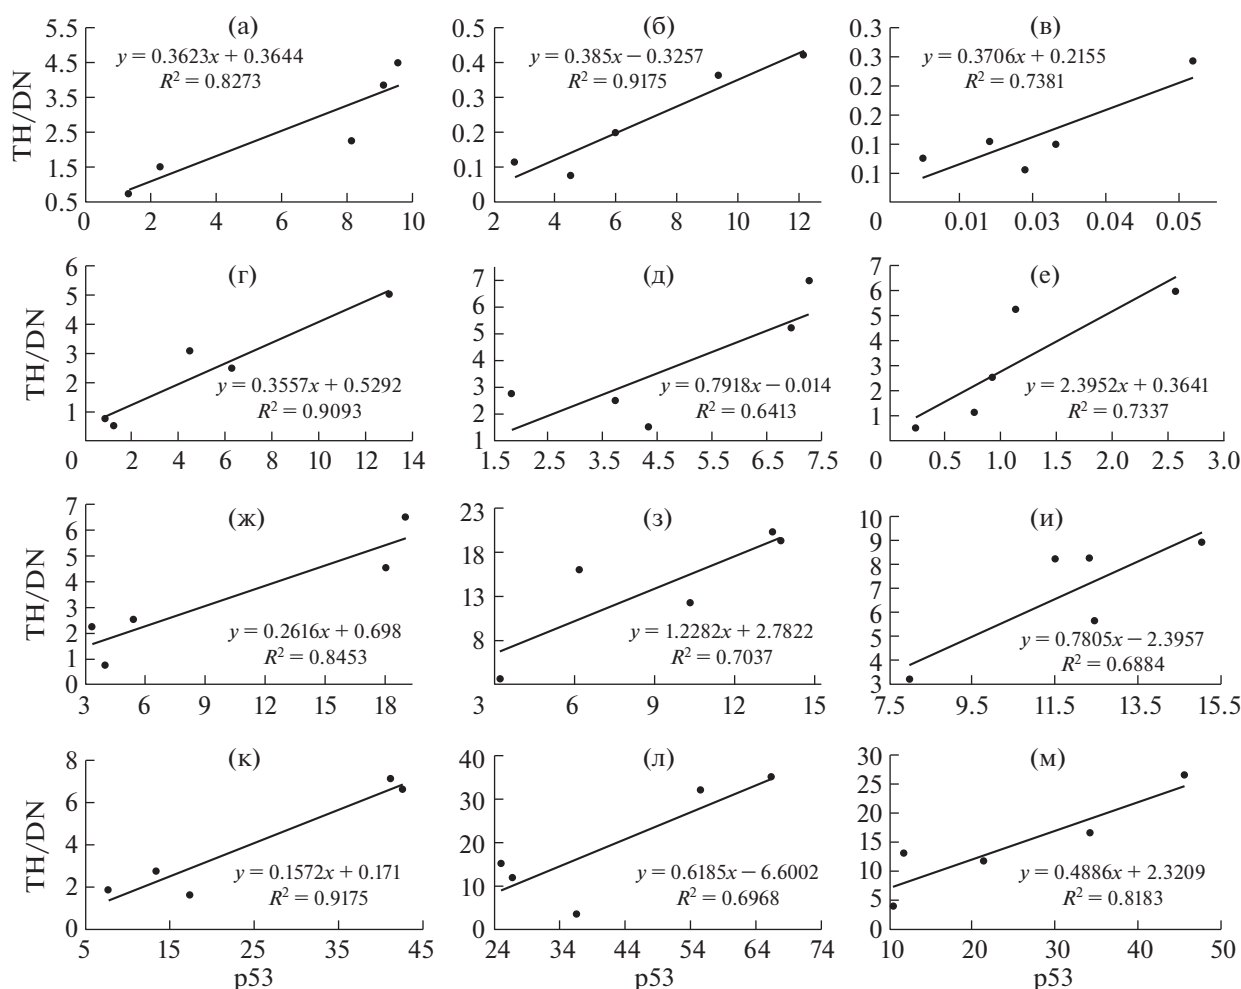 (а)
5.5
4.5
3.5
2.5
1.5
0.5
TH/DN
y = 0.3623x + 0.3644
R² = 0.8273
0 2 4 6 8 10
(б)
0.5
0.4
0.3
0.2
0.1
0
y = 0.385x − 0.3257
R² = 0.9175
2 4 6 8 10 12
(в)
0.3
0.3
0.2
0.2
0.1
0.1
y = 0.3706x + 0.2155
R² = 0.7381
0 0.01 0.03 0.04 0.05
(г)
6
5
4
3
2
1
TH/DN
y = 0.3557x + 0.5292
R² = 0.9093
0 2 4 6 8 10 12 14
(д)
7
6
5
4
3
2
1
y = 0.7918x − 0.014
R² = 0.6413
1.5 2.5 3.5 4.5 5.5 6.5 7.5
(е)
7
6
5
4
3
2
1
y = 2.3952x + 0.3641
R² = 0.7337
0 0.5 1.0 1.5 2.0 2.5 3.0
(ж)
7
6
5
4
3
2
1
0
TH/DN
y = 0.2616x + 0.698
R² = 0.8453
3 6 9 12 15 18
(з)
23
18
13
8
y = 1.2282x + 2.7822
R² = 0.7037
3 6 9 12 15
(и)
10
9
8
7
6
5
4
3
y = 0.7805x − 2.3957
R² = 0.6884
7.5 9.5 11.5 13.5 15.5
(к)
8
6
4
2
0
TH/DN
y = 0.1572x + 0.171
R² = 0.9175
5 15 25 35 45
p53
(л)
40
30
20
10
0
y = 0.6185x − 6.6002
R² = 0.6968
24 34 44 54 64 74
p53
(м)
30
25
20
15
10
5
0
y = 0.4886x + 2.3209
R² = 0.8183
10 20 30 40 50
p53